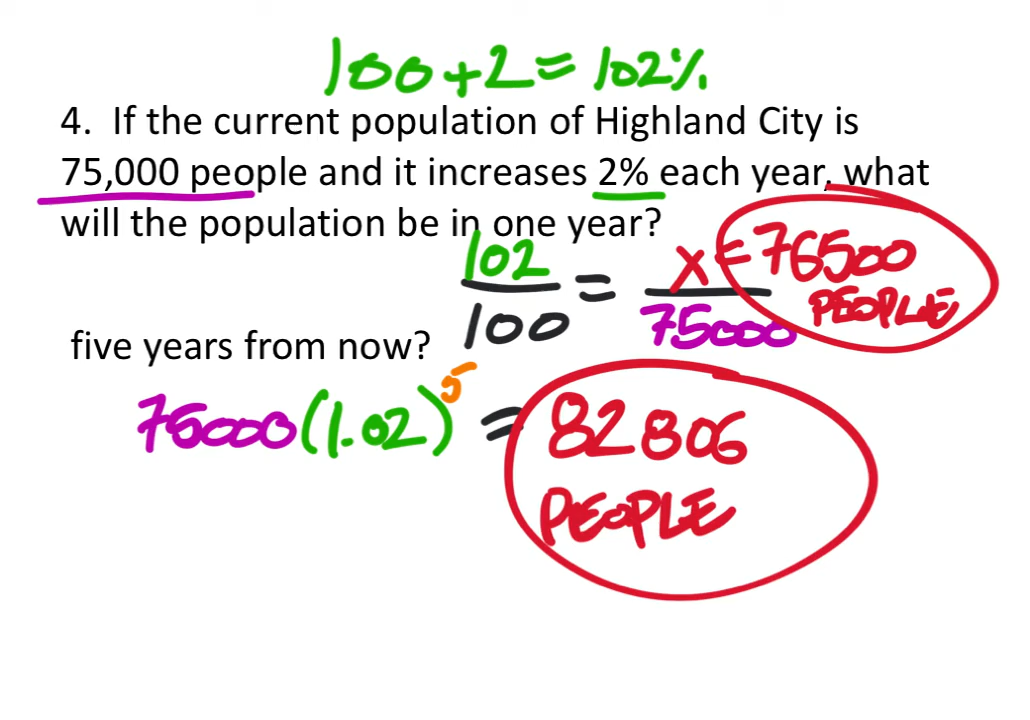 100+2=102%
4. If the current population of Highland City is
75,000 people and it increases 2% each year, what
will the population be in one year?
102/100 = x/75000 = 76500 PEOPLE
five years from now?
75000(1.02)^5 = 82806
PEOPLE